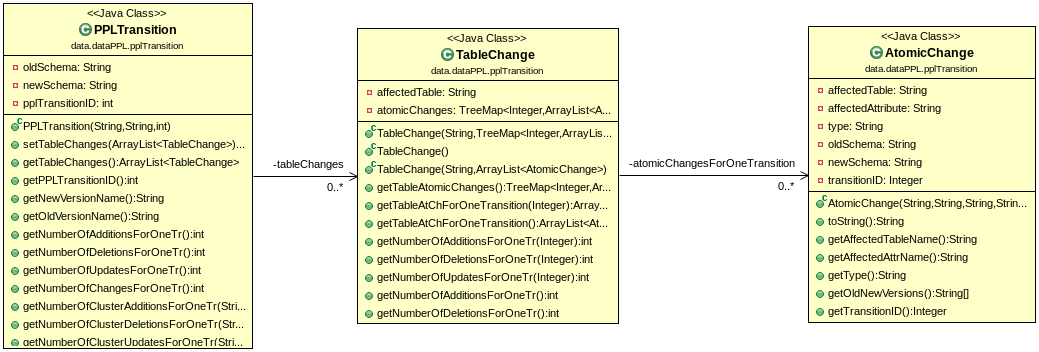 <<Java Class>>
PPLTransition
data.dataPPL.pplTransition
oldSchema: String
newSchema: String
pplTransitionID: int
PPLTransition(String,String,int)
setTableChanges(ArrayList<TableChange>)...
getTableChanges():ArrayList<TableChange>
getPPLTransitionID():int
getNewVersionName():String
getOldVersionName():String
getNumberOfAdditionsForOneTr():int
getNumberOfDeletionsForOneTr():int
getNumberOfUpdatesForOneTr():int
getNumberOfChangesForOneTr():int
getNumberOfClusterAdditionsForOneTr(Stri...
getNumberOfClusterDeletionsForOneTr(Str...
getNumberOfClusterUpdatesForOneTr(Stri...
-tableChanges
0..*
<<Java Class>>
TableChange
data.dataPPL.pplTransition
affectedTable: String
atomicChanges: TreeMap<Integer,ArrayList<A...
TableChange(String,TreeMap<Integer,ArrayLis...
TableChange()
TableChange(String,ArrayList<AtomicChange>)
getTableAtomicChanges():TreeMap<Integer,Ar...
getTableAtChForOneTransition(Integer):Array...
getTableAtChForOneTransition():ArrayList<At...
getNumberOfAdditionsForOneTr(Integer):int
getNumberOfDeletionsForOneTr(Integer):int
getNumberOfUpdatesForOneTr(Integer):int
getNumberOfAdditionsForOneTr():int
getNumberOfDeletionsForOneTr():int
-atomicChangesForOneTransition
0..*
<<Java Class>>
AtomicChange
data.dataPPL.pplTransition
affectedTable: String
affectedAttribute: String
type: String
oldSchema: String
newSchema: String
transitionID: Integer
AtomicChange(String,String,String,Strin...
toString():String
getAffectedTableName():String
getAffectedAttrName():String
getType():String
getOldNewVersions():String[]
getTransitionID():Integer